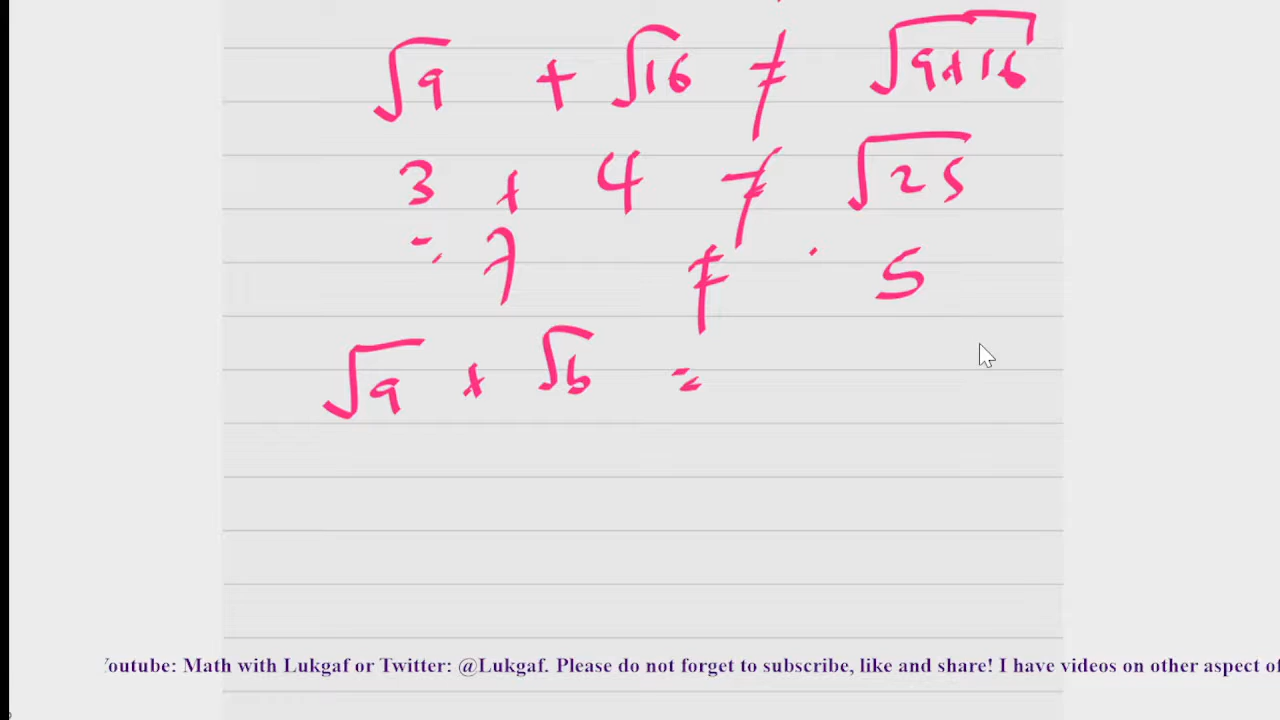 √9 + √16 ≠ √9+16
3 + 4 ≠ √25
= 7 ≠ 5
√9 + √b =
Youtube: Math with Lukgaf or Twitter: @Lukgaf. Please do not forget to subscribe, like and share! I have videos on other aspect of